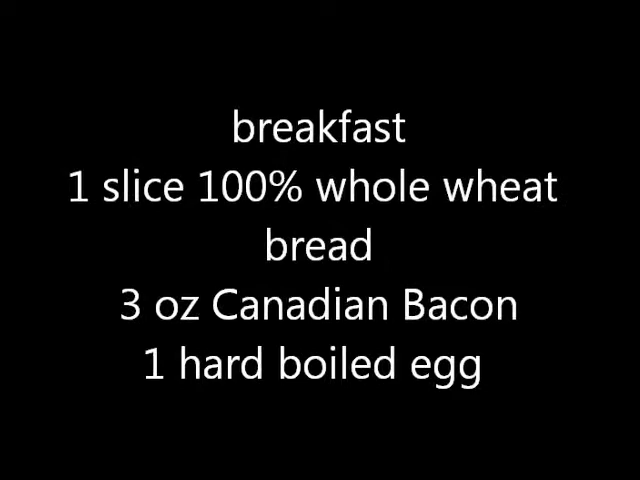 breakfast
1 slice 100% whole wheat
bread
3 oz Canadian Bacon
1 hard boiled egg